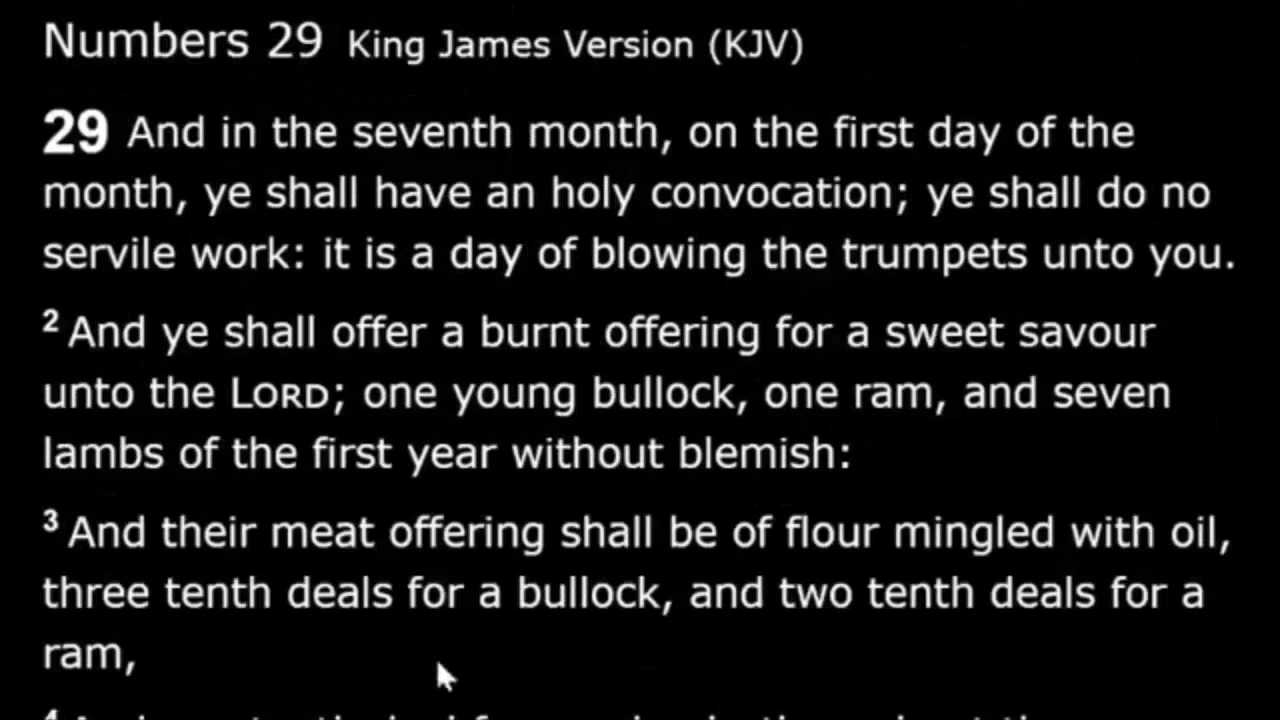 Numbers 29 King James Version (KJV)
29 And in the seventh month, on the first day of the
month, ye shall have an holy convocation; ye shall do no
servile work: it is a day of blowing the trumpets unto you.
2 And ye shall offer a burnt offering for a sweet savour
unto the LORD; one young bullock, one ram, and seven
lambs of the first year without blemish:
3 And their meat offering shall be of flour mingled with oil,
three tenth deals for a bullock, and two tenth deals for a
ram,